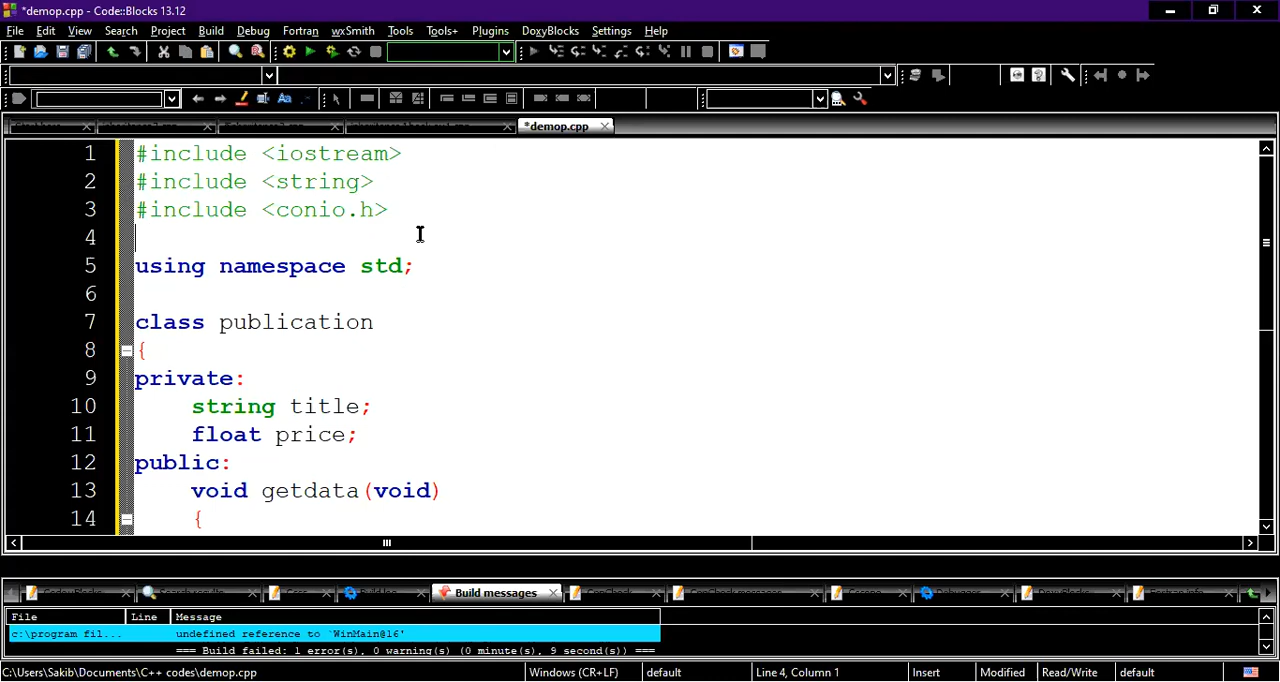 *demop.cpp - Code::Blocks 13.12
File Edit View Search Project Build Debug Fortran wxSmith Tools Tools+ Plugins DoxyBlocks Settings Help
*demop.cpp
1 #include <iostream>
2 #include <string>
3 #include <conio.h>
4
5 using namespace std;
6
7 class publication
8 {
9 private:
10 string title;
11 float price;
12 public:
13 void getdata(void)
14 {
Build messages
File Line Message
c:\program fil... undefined reference to `WinMain@16'
=== Build failed: 1 error(s), 0 warning(s) (0 minute(s), 9 second(s)) ===
C:\Users\Sakib\Documents\C++ codes\demop.cpp Windows (CR+LF) default Line 4, Column 1 Insert Modified Read/Write default